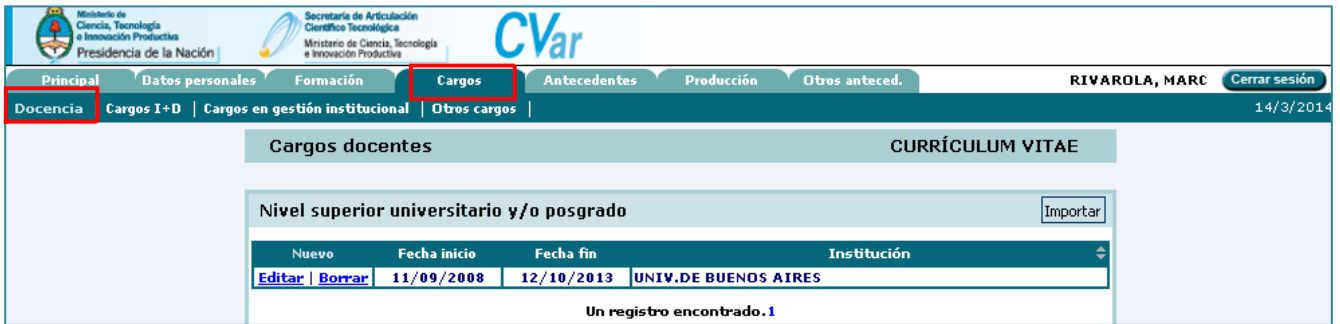 Ministerio de
Ciencia, Tecnología
e Innovación Productiva
Presidencia de la Nación
Secretaría de Articulación
Científico Tecnológica
Ministerio de Ciencia, Tecnología
e Innovación Productiva
CVar
Principal Datos personales Formación Cargos Antecedentes Producción Otros anteced. RIVAROLA, MARC Cerrar sesión
Docencia Cargos I+D | Cargos en gestión institucional | Otros cargos | 14/3/2014
Cargos docentes CURRÍCULUM VITAE
Nivel superior universitario y/o posgrado Importar
Nuevo Fecha inicio Fecha fin Institución
Editar | Borrar 11/09/2008 12/10/2013 UNIV.DE BUENOS AIRES
Un registro encontrado.1